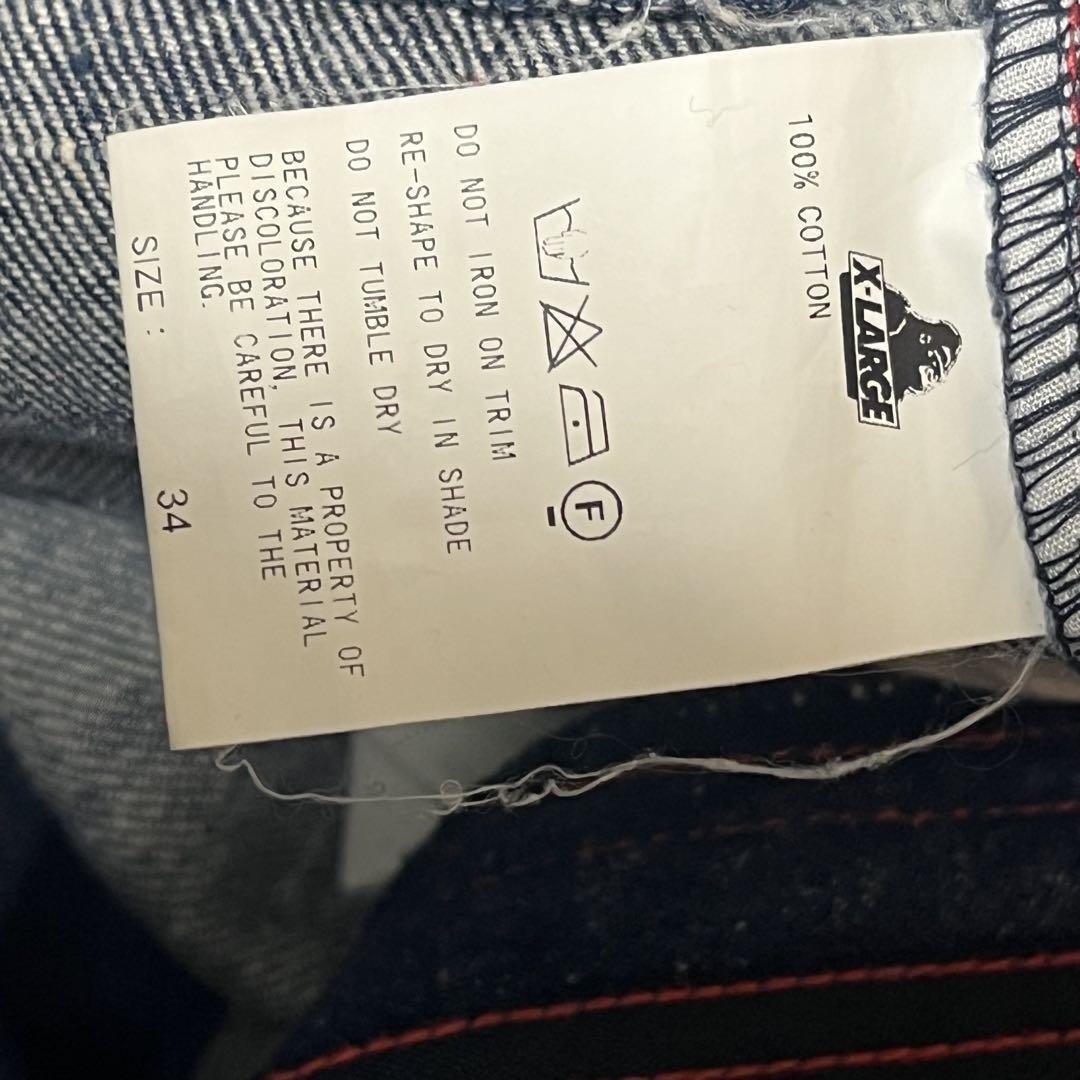 X-LARGE
100% COTTON
F
DO NOT IRON ON TRIM
RE-SHAPE TO DRY IN SHADE
DO NOT TUMBLE DRY
BECAUSE THERE IS A PROPERTY OF
DISCOLORATION, THIS MATERIAL
PLEASE BE CAREFUL TO THE
HANDLING.
SIZE : 34